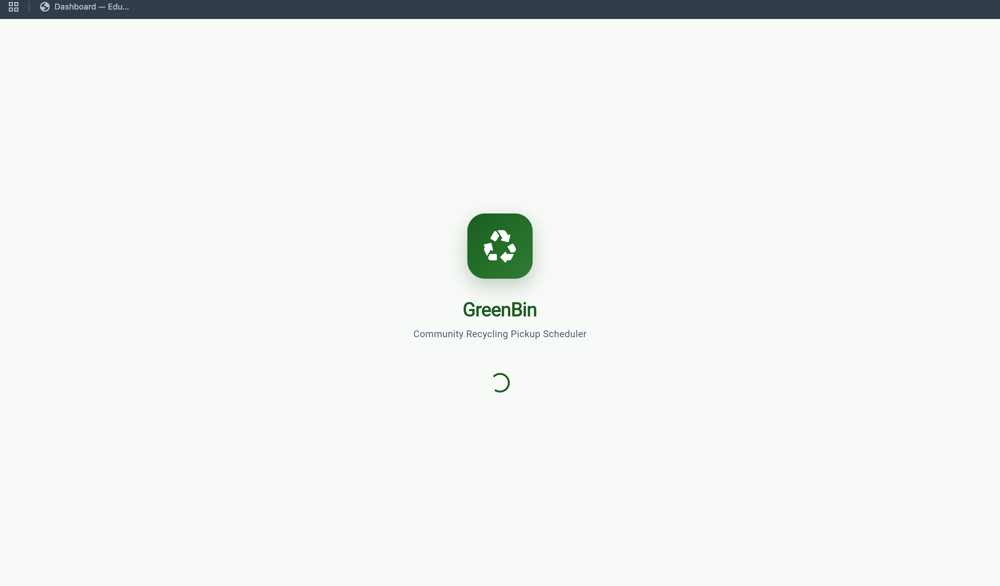 Dashboard — Edu...
GreenBin
Community Recycling Pickup Scheduler